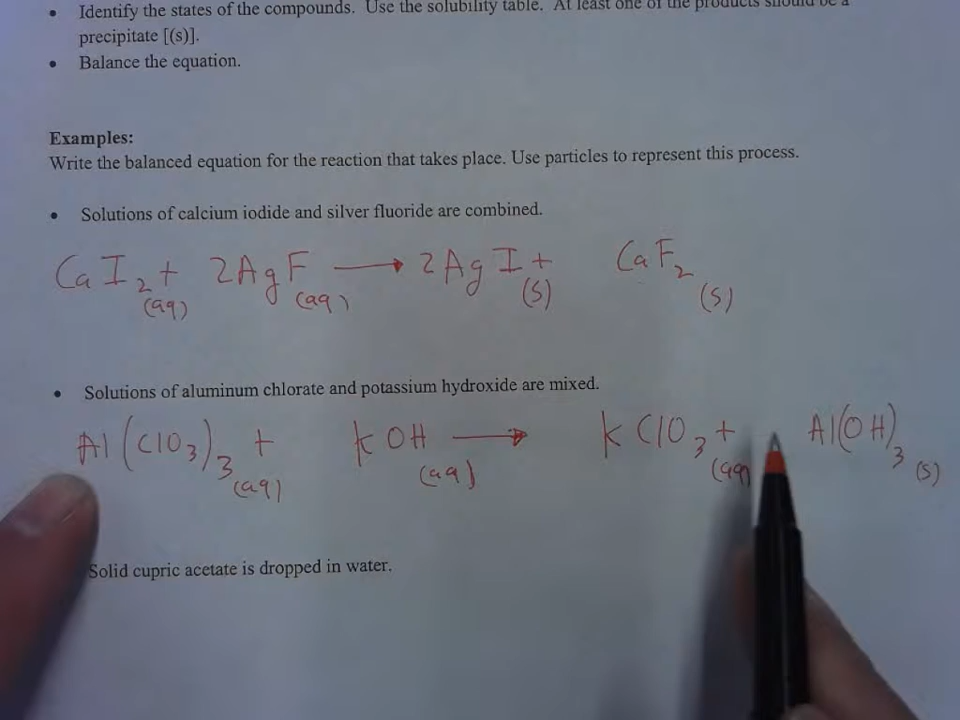 • Identify the states of the compounds. Use the solubility table. At least one of the products should be a
precipitate [(s)].
• Balance the equation.
Examples:
Write the balanced equation for the reaction that takes place. Use particles to represent this process.
• Solutions of calcium iodide and silver fluoride are combined.
CaI₂(aq) + 2AgF(aq) → 2AgI(s) + CaF₂(s)
• Solutions of aluminum chlorate and potassium hydroxide are mixed.
Al(ClO₃)₃(aq) + KOH(aq) → KClO₃(aq) + Al(OH)₃(s)
Solid cupric acetate is dropped in water.